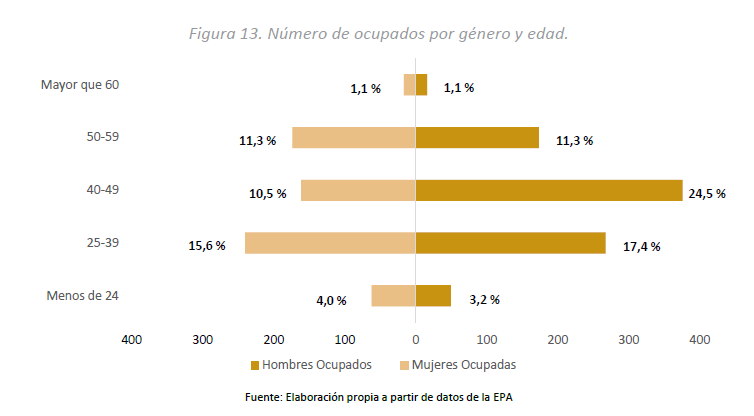 Figura 13. Número de ocupados por género y edad.
Mayor que 60
1,1 %
1,1 %
50-59
11,3 %
11,3 %
40-49
10,5 %
24,5 %
25-39
15,6 %
17,4 %
Menos de 24
4,0 %
3,2 %
400 300 200 100 0 100 200 300 400
Hombres Ocupados Mujeres Ocupadas
Fuente: Elaboración propia a partir de datos de la EPA